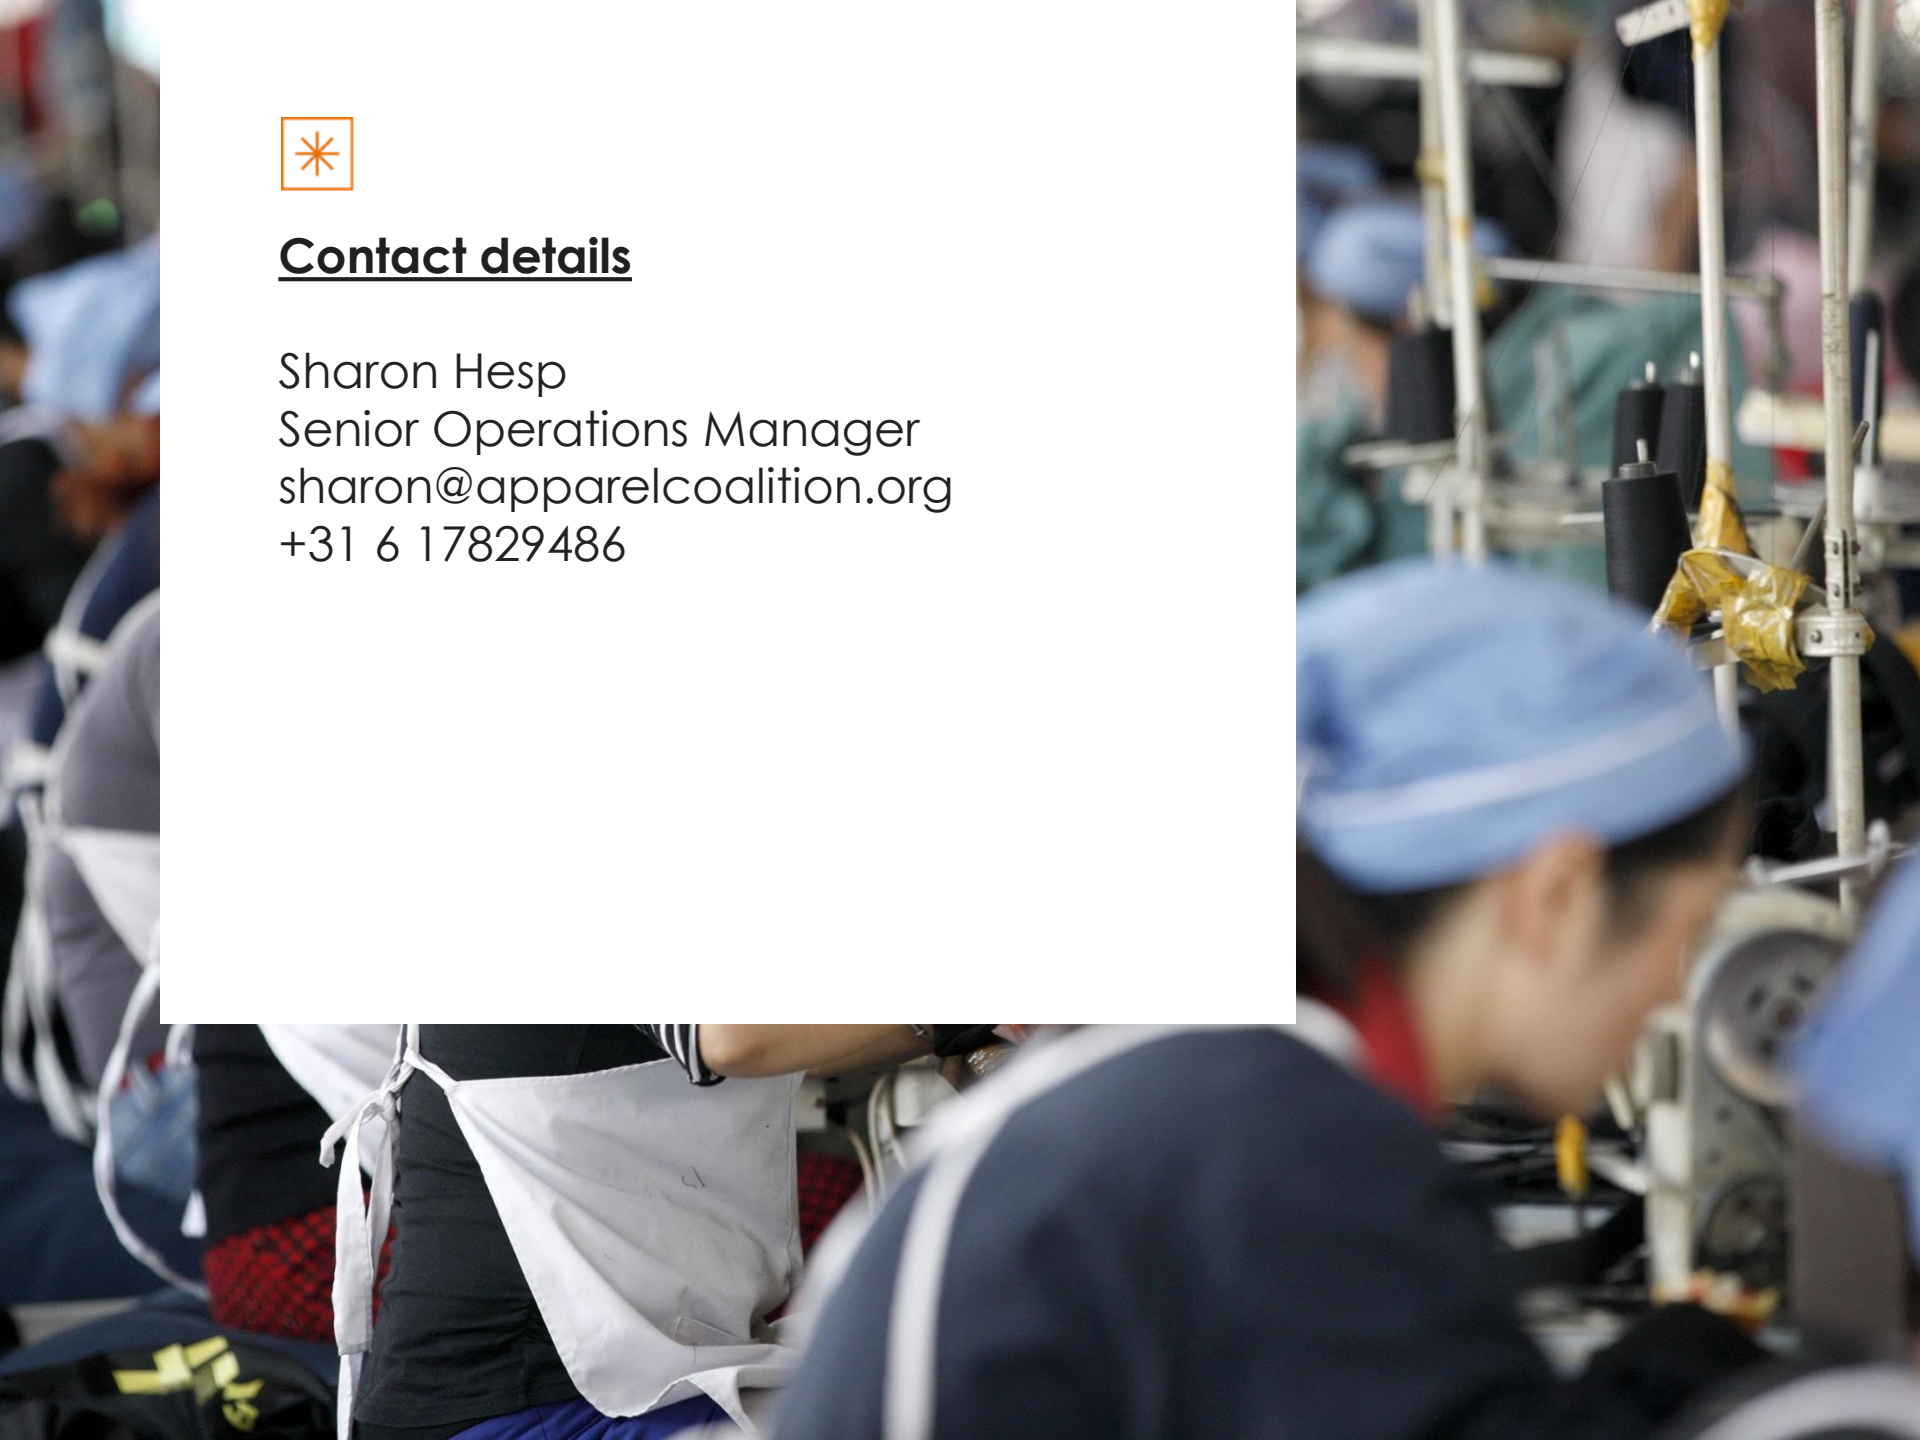 Contact details
Sharon Hesp
Senior Operations Manager
sharon@apparelcoalition.org
+31 6 17829486